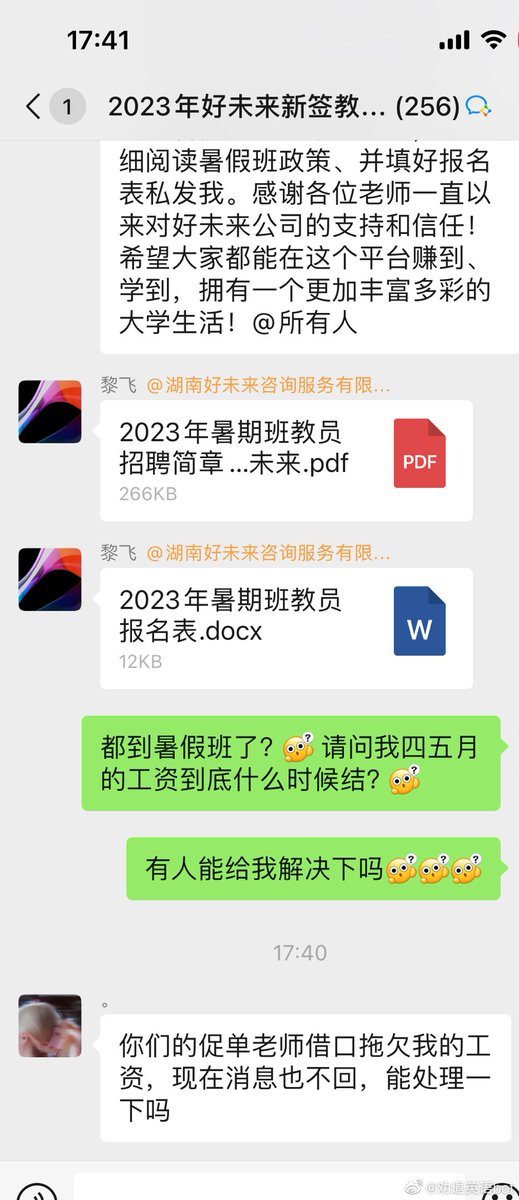 17:41
1
2023年好未来新签教... (256)
细阅读暑假班政策、并填好报名
表私发我。感谢各位老师一直以
来对好未来公司的支持和信任！
希望大家都能在这个平台赚到、
学到，拥有一个更加丰富多彩的
大学生活！@所有人
黎飞 @湖南好未来咨询服务有限...
2023年暑期班教员
招聘简章...未来.pdf
PDF
266KB
黎飞 @湖南好未来咨询服务有限...
2023年暑期班教员
报名表.docx
W
12KB
都到暑假班了？请问我四五月
的工资到底什么时候结？
有人能给我解决下吗
17:40
。
你们的促单老师借口拖欠我的工
资，现在消息也不回，能处理一
下吗